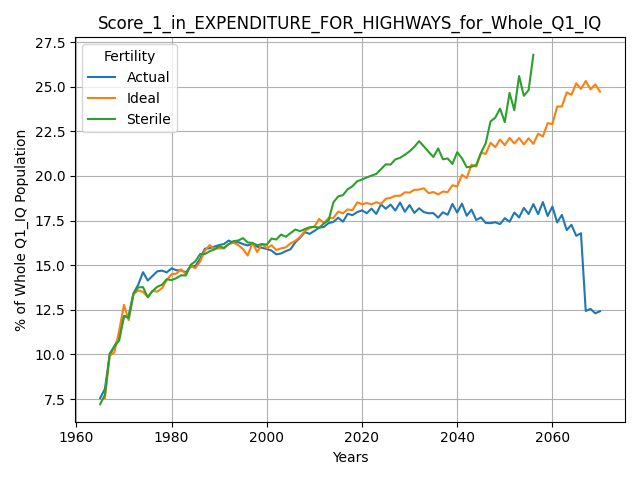 Score_1_in_EXPENDITURE_FOR_HIGHWAYS_for_Whole_Q1_IQ
27.5
25.0
22.5
20.0
17.5
15.0
12.5
10.0
7.5
% of Whole Q1_IQ Population
Fertility
Actual
Ideal
Sterile
1960 1980 2000 2020 2040 2060
Years